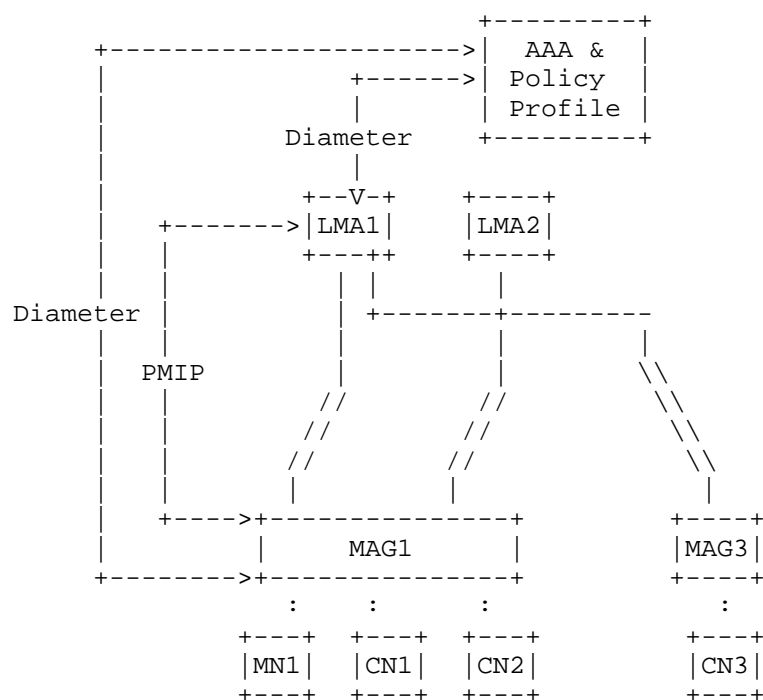 AAA &
Policy
Profile
Diameter
LMA1 LMA2
Diameter
PMIP
MAG1 MAG3
MN1 CN1 CN2 CN3